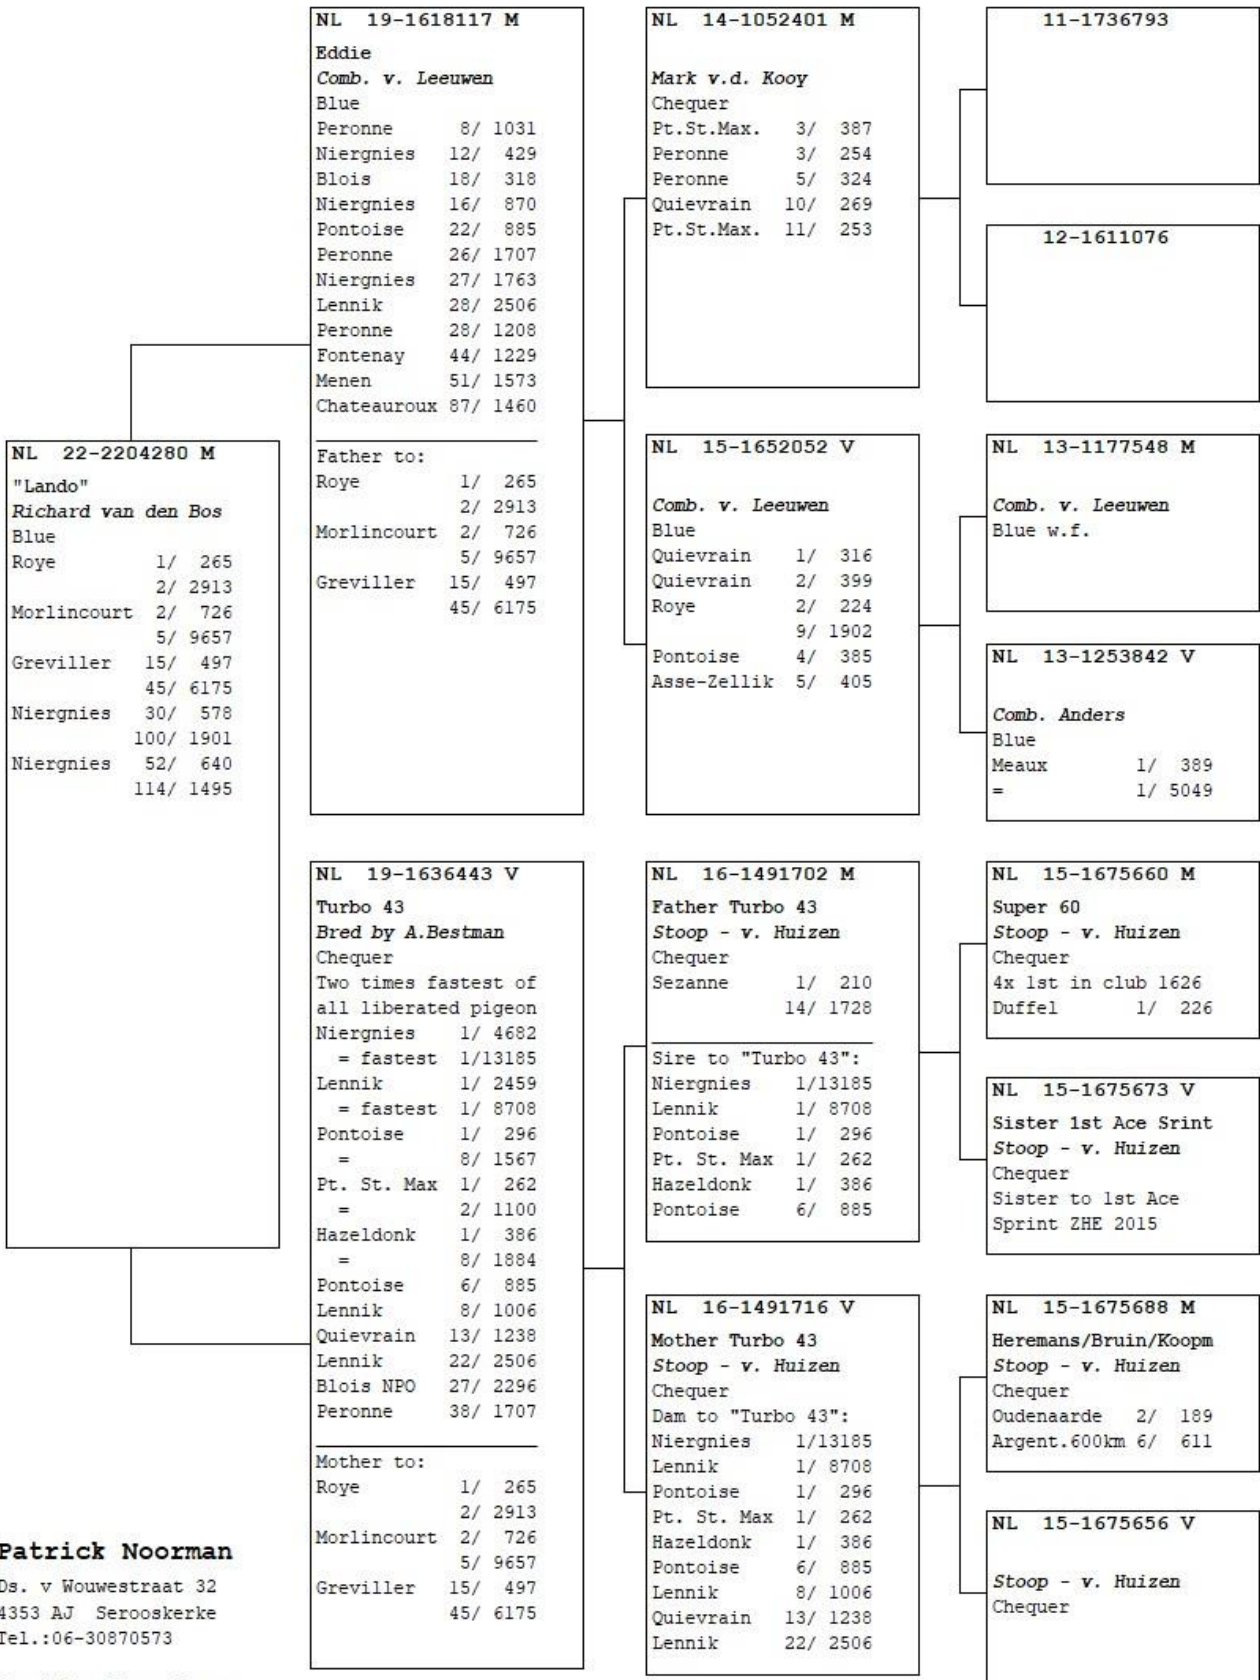 NL 22-2204280 M
"Lando"
Richard van den Bos
Blue
Roye 1/ 265
2/ 2913
Morlincourt 2/ 726
5/ 9657
Greviller 15/ 497
45/ 6175
Niergnies 30/ 578
100/ 1901
Niergnies 52/ 640
114/ 1495
NL 19-1618117 M
Eddie
Comb. v. Leeuwen
Blue
Peronne 8/ 1031
Niergnies 12/ 429
Blois 18/ 318
Niergnies 16/ 870
Pontoise 22/ 885
Peronne 26/ 1707
Niergnies 27/ 1763
Lennik 28/ 2506
Peronne 28/ 1208
Fontenay 44/ 1229
Menen 51/ 1573
Chateauroux 87/ 1460
Father to:
Roye 1/ 265
2/ 2913
Morlincourt 2/ 726
5/ 9657
Greviller 15/ 497
45/ 6175
NL 19-1636443 V
Turbo 43
Bred by A.Bestman
Chequer
Two times fastest of
all liberated pigeon
Niergnies 1/ 4682
= fastest 1/13185
Lennik 1/ 2459
= fastest 1/ 8708
Pontoise 1/ 296
= 8/ 1567
Pt. St. Max 1/ 262
= 2/ 1100
Hazeldonk 1/ 386
= 8/ 1884
Pontoise 6/ 885
Lennik 8/ 1006
Quievrain 13/ 1238
Lennik 22/ 2506
Blois NPO 27/ 2296
Peronne 38/ 1707
Mother to:
Roye 1/ 265
2/ 2913
Morlincourt 2/ 726
5/ 9657
Greviller 15/ 497
45/ 6175
NL 14-1052401 M
Mark v.d. Kooy
Chequer
Pt.St.Max. 3/ 387
Peronne 3/ 254
Peronne 5/ 324
Quievrain 10/ 269
Pt.St.Max. 11/ 253
NL 15-1652052 V
Comb. v. Leeuwen
Blue
Quievrain 1/ 316
Quievrain 2/ 399
Roye 2/ 224
9/ 1902
Pontoise 4/ 385
Asse-Zellik 5/ 405
NL 16-1491702 M
Father Turbo 43
Stoop - v. Huizen
Chequer
Sezanne 1/ 210
14/ 1728
Sire to "Turbo 43":
Niergnies 1/13185
Lennik 1/ 8708
Pontoise 1/ 296
Pt. St. Max 1/ 262
Hazeldonk 1/ 386
Pontoise 6/ 885
NL 16-1491716 V
Mother Turbo 43
Stoop - v. Huizen
Chequer
Dam to "Turbo 43":
Niergnies 1/13185
Lennik 1/ 8708
Pontoise 1/ 296
Pt. St. Max 1/ 262
Hazeldonk 1/ 386
Pontoise 6/ 885
Lennik 8/ 1006
Quievrain 13/ 1238
Lennik 22/ 2506
11-1736793
12-1611076
NL 13-1177548 M
Comb. v. Leeuwen
Blue w.f.
NL 13-1253842 V
Comb. Anders
Blue
Meaux 1/ 389
= 1/ 5049
NL 15-1675660 M
Super 60
Stoop - v. Huizen
Chequer
4x 1st in club 1626
Duffel 1/ 226
NL 15-1675673 V
Sister 1st Ace Srint
Stoop - v. Huizen
Chequer
Sister to 1st Ace
Sprint ZHE 2015
NL 15-1675688 M
Heremans/Bruin/Koopm
Stoop - v. Huizen
Chequer
Oudenaarde 2/ 189
Argent.600km 6/ 611
NL 15-1675656 V
Stoop - v. Huizen
Chequer
Patrick Noorman
Ds. v Wouwestraat 32
4353 AJ Serooskerke
Tel.:06-30870573